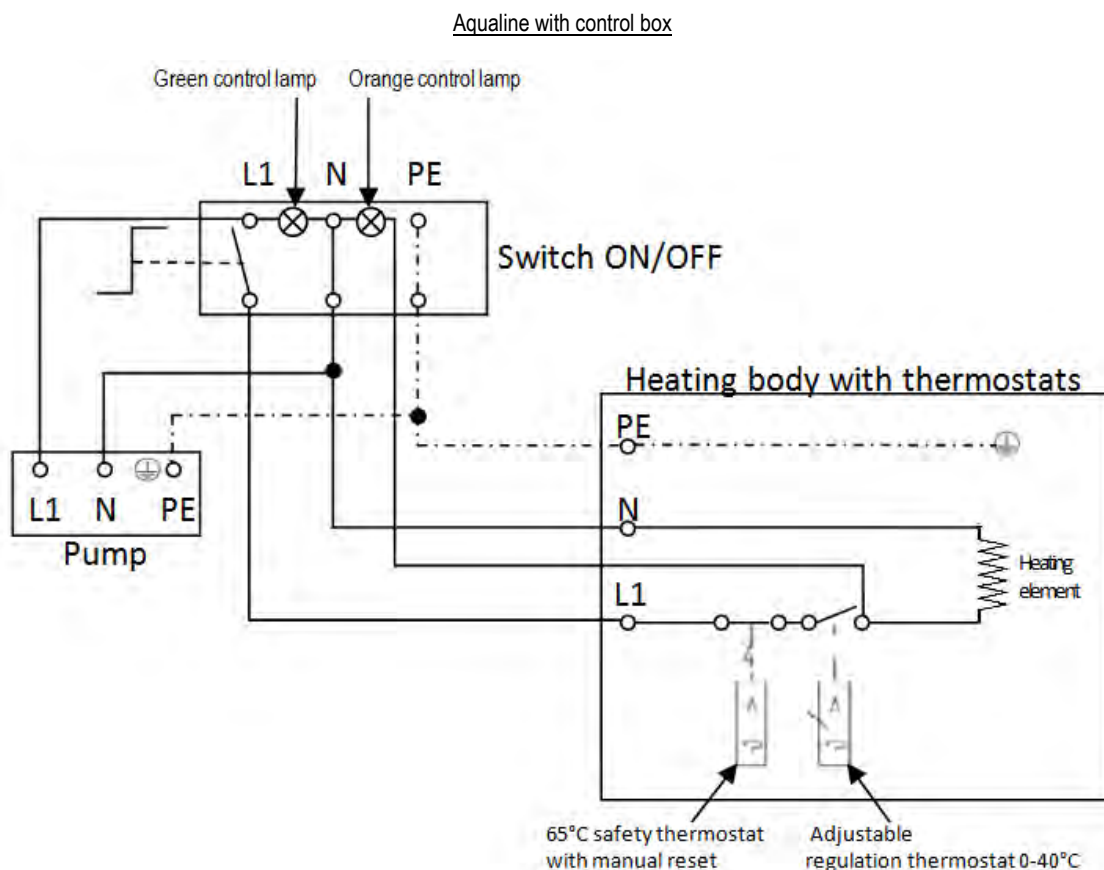 Aqualine with control box
Green control lamp
Orange control lamp
L1
N
PE
Switch ON/OFF
Heating body with thermostats
PE
L1
N
PE
Pump
N
Heating
element
L1
65°C safety thermostat
with manual reset
Adjustable
regulation thermostat 0-40°C